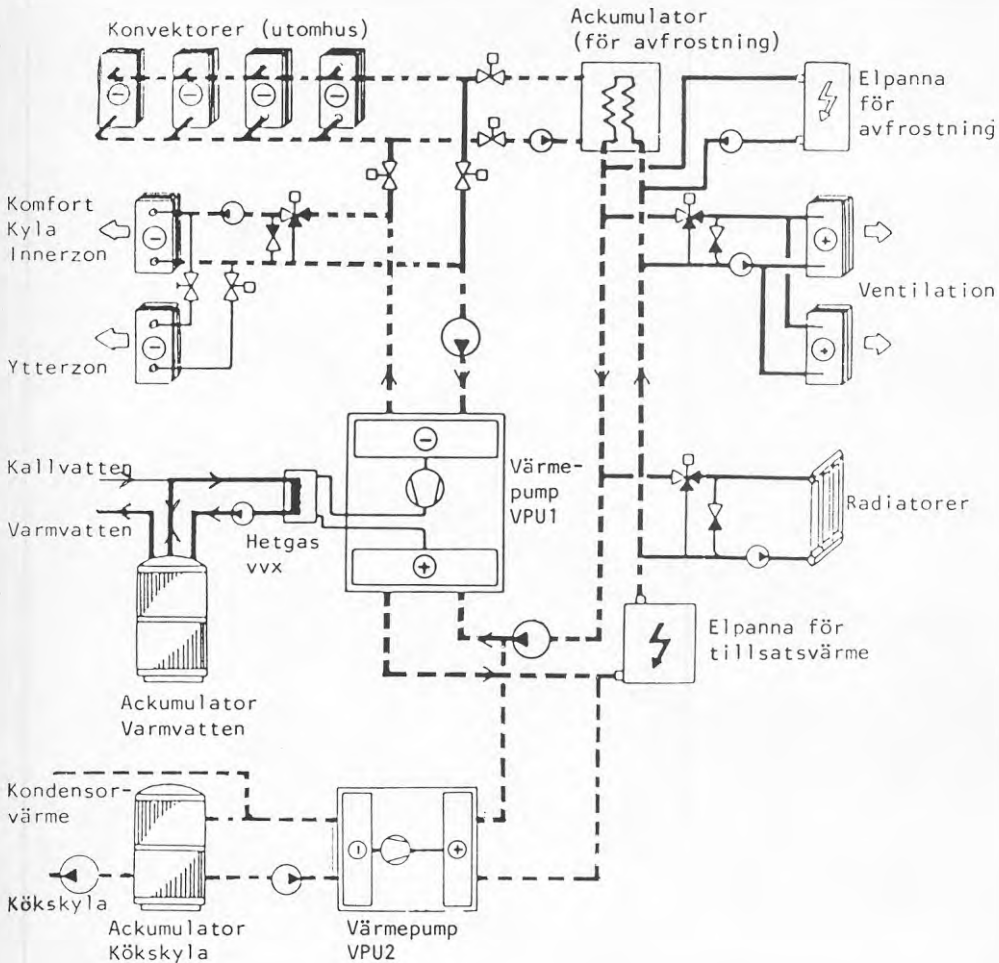 Konvektorer (utomhus)
Ackumulator
(för avfrostning)
Elpanna
för
avfrostning
Komfort
Kyla
Innerzon
Ytterzon
Ventilation
Kallvatten
Varmvatten
Hetgas
vvx
Värme-
pump
VPU1
Radiatorer
Elpanna för
tillsatsvärme
Ackumulator
Varmvatten
Kondensor-
värme
Kökskyla
Ackumulator
Kökskyla
Värmepump
VPU2